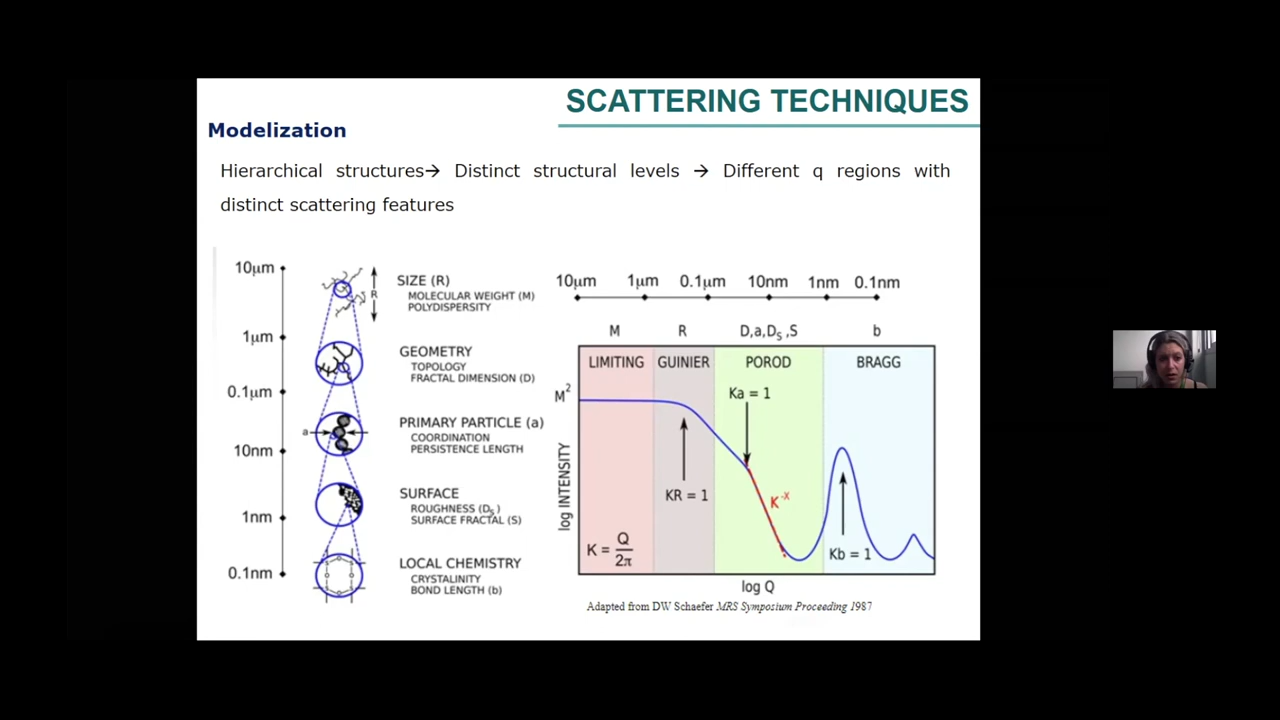 SCATTERING TECHNIQUES
Modelization
Hierarchical structures→ Distinct structural levels → Different q regions with
distinct scattering features
10μm
1μm
0.1μm
10nm
1nm
0.1nm
R
a
SIZE (R)
MOLECULAR WEIGHT (M)
POLYDISPERSITY
GEOMETRY
TOPOLOGY
FRACTAL DIMENSION (D)
PRIMARY PARTICLE (a)
COORDINATION
PERSISTENCE LENGTH
SURFACE
ROUGHNESS (Ds)
SURFACE FRACTAL (S)
LOCAL CHEMISTRY
CRYSTALINITY
BOND LENGTH (b)
10μm 1μm 0.1μm 10nm 1nm 0.1nm
M R D,a,Ds,S b
LIMITING GUINIER POROD BRAGG
M²
Ka = 1
KR = 1
K-x
Kb = 1
K = Q/2π
log INTENSITY
log Q
Adapted from DW Schaefer MRS Symposium Proceeding 1987